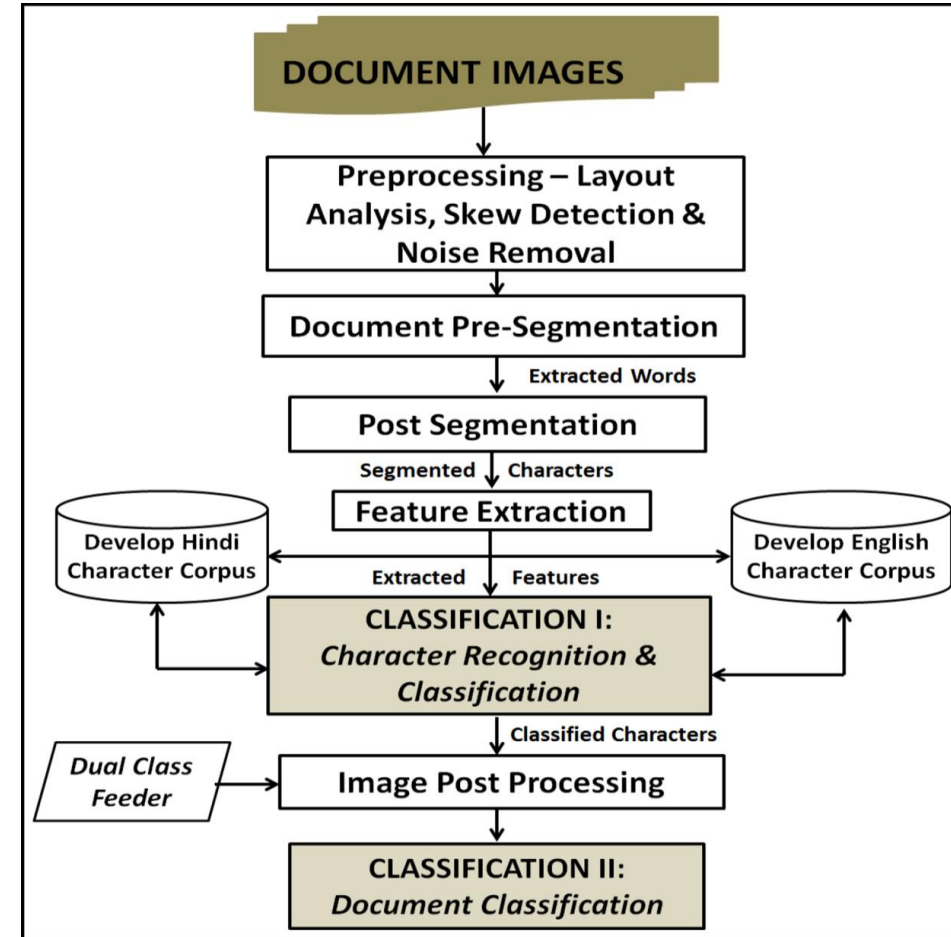 DOCUMENT IMAGES
Preprocessing – Layout
Analysis, Skew Detection &
Noise Removal
Document Pre-Segmentation
Extracted Words
Post Segmentation
Segmented Characters
Feature Extraction
Develop Hindi
Character Corpus
Develop English
Character Corpus
Extracted Features
CLASSIFICATION I:
Character Recognition &
Classification
Classified Characters
Dual Class
Feeder
Image Post Processing
CLASSIFICATION II:
Document Classification